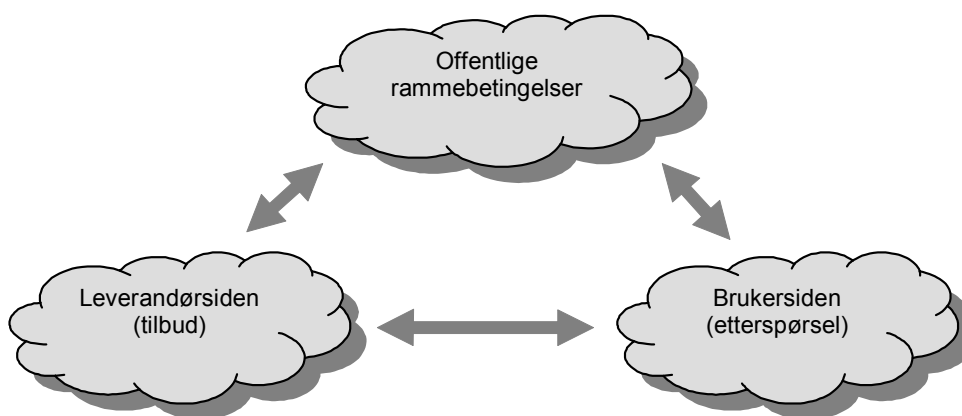 Offentlige
rammebetingelser
Leverandørsiden
(tilbud)
Brukersiden
(etterspørsel)